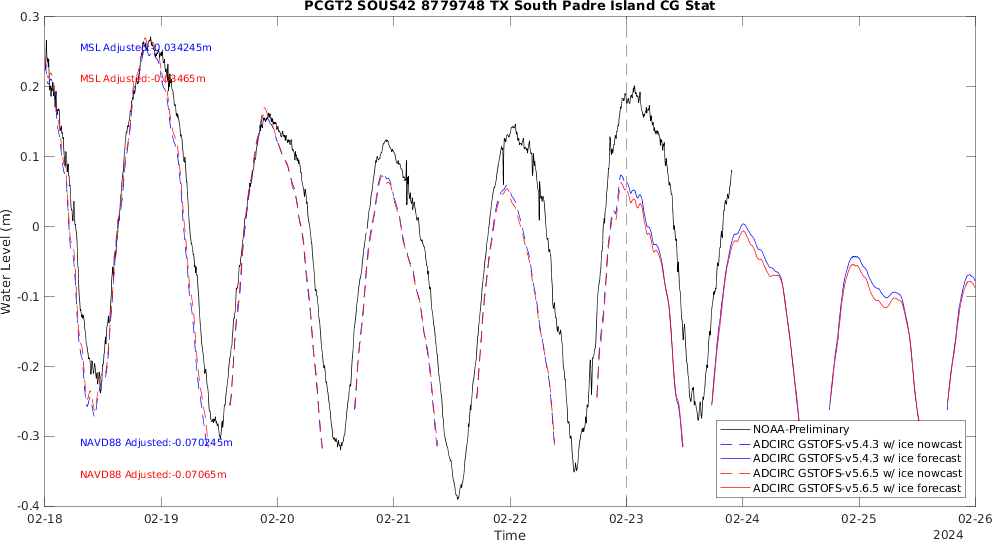 PCGT2 SOUS42 8779748 TX South Padre Island CG Stat
0.3
0.2
0.1
0
-0.1
-0.2
-0.3
-0.4
Water Level (m)
MSL Adjusted:-0.034245m
MSL Adjusted:-0.03465m
NAVD88 Adjusted:-0.070245m
NAVD88 Adjusted:-0.07065m
NOAA-Preliminary
ADCIRC GSTOFS-v5.4.3 w/ ice nowcast
ADCIRC GSTOFS-v5.4.3 w/ ice forecast
ADCIRC GSTOFS-v5.6.5 w/ ice nowcast
ADCIRC GSTOFS-v5.6.5 w/ ice forecast
02-18 02-19 02-20 02-21 02-22 02-23 02-24 02-25 02-26
Time
2024